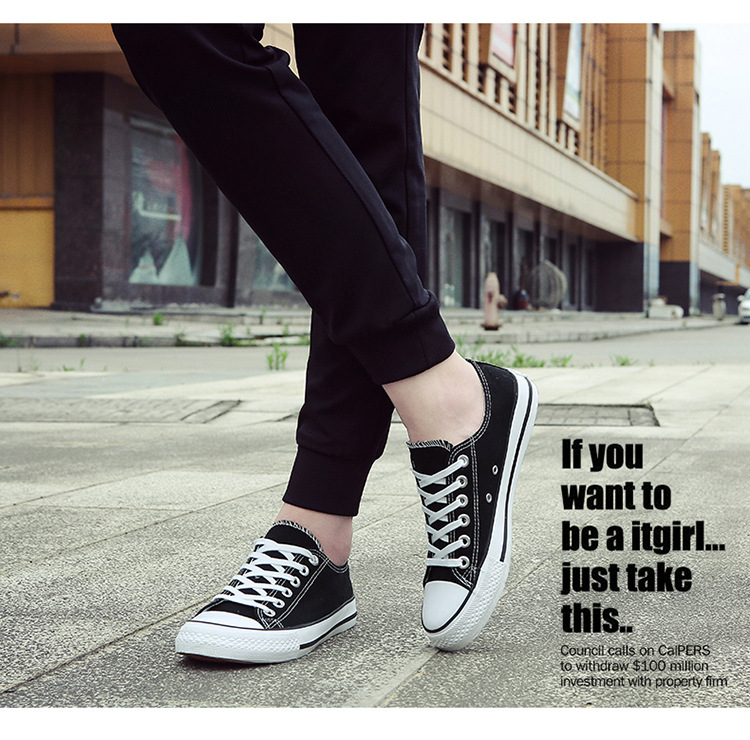 If you
want to
be a itgirl...
just take
this..
Council calls on CalPERS
to withdraw $100 million
investment with property firm